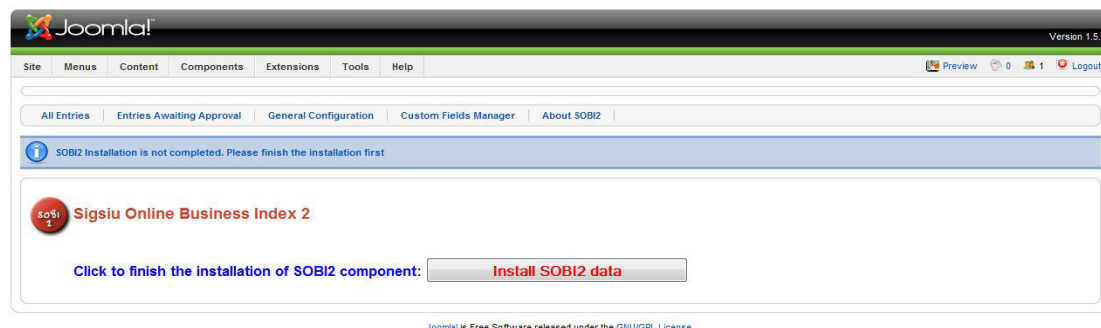 Joomla!
Version 1.5.
Site Menus Content Components Extensions Tools Help Preview 0 1 Logout
All Entries Entries Awaiting Approval General Configuration Custom Fields Manager About SOBI2
SOBI2 Installation is not completed. Please finish the installation first
SOBI 2 Sigsiu Online Business Index 2
Click to finish the installation of SOBI2 component: Install SOBI2 data
Joomla! is Free Software released under the GNU/GPL License.